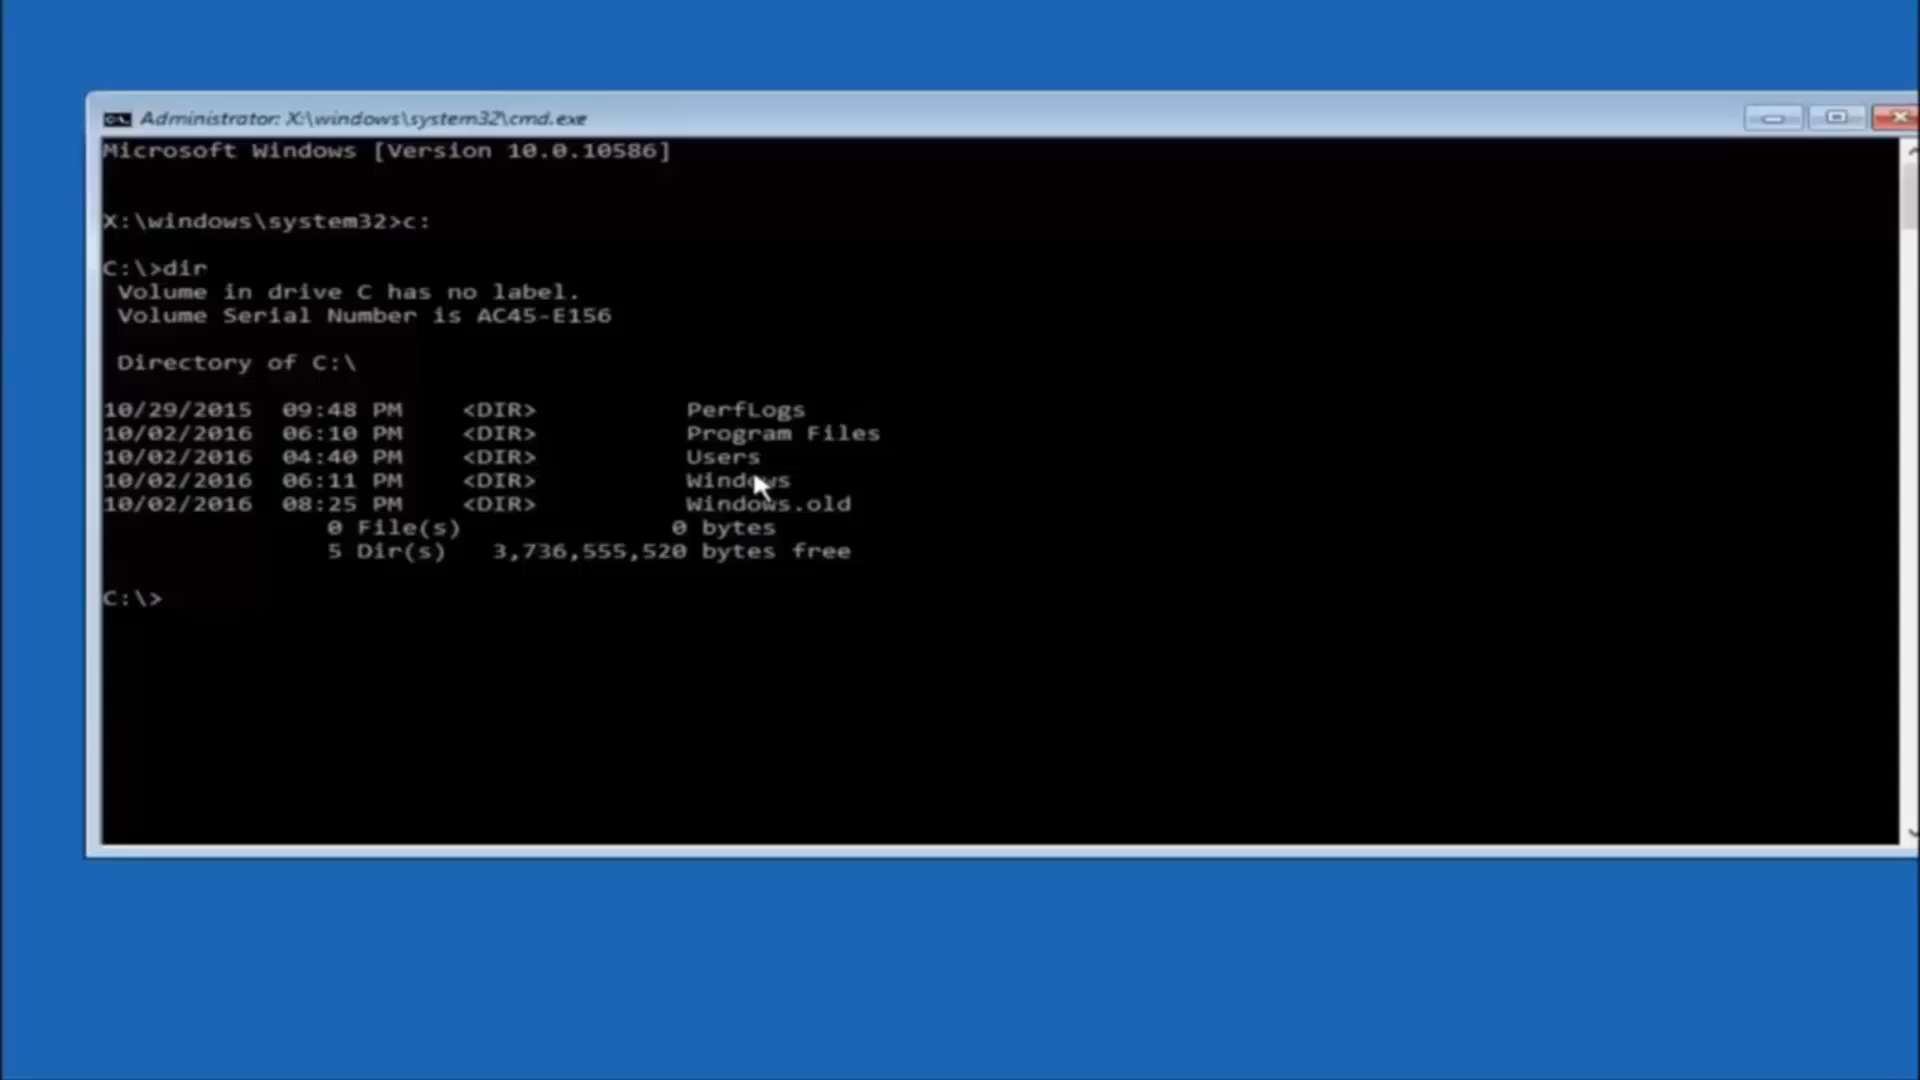 Administrator: X:\windows\system32\cmd.exe
Microsoft Windows [Version 10.0.10586]
X:\windows\system32>c:
C:\>dir
Volume in drive C has no label.
Volume Serial Number is AC45-E156
Directory of C:\
10/29/2015 09:48 PM <DIR> PerfLogs
10/02/2016 06:10 PM <DIR> Program Files
10/02/2016 04:40 PM <DIR> Users
10/02/2016 06:11 PM <DIR> Windows
10/02/2016 08:25 PM <DIR> Windows.old
0 File(s) 0 bytes
5 Dir(s) 3,736,555,520 bytes free
C:\>